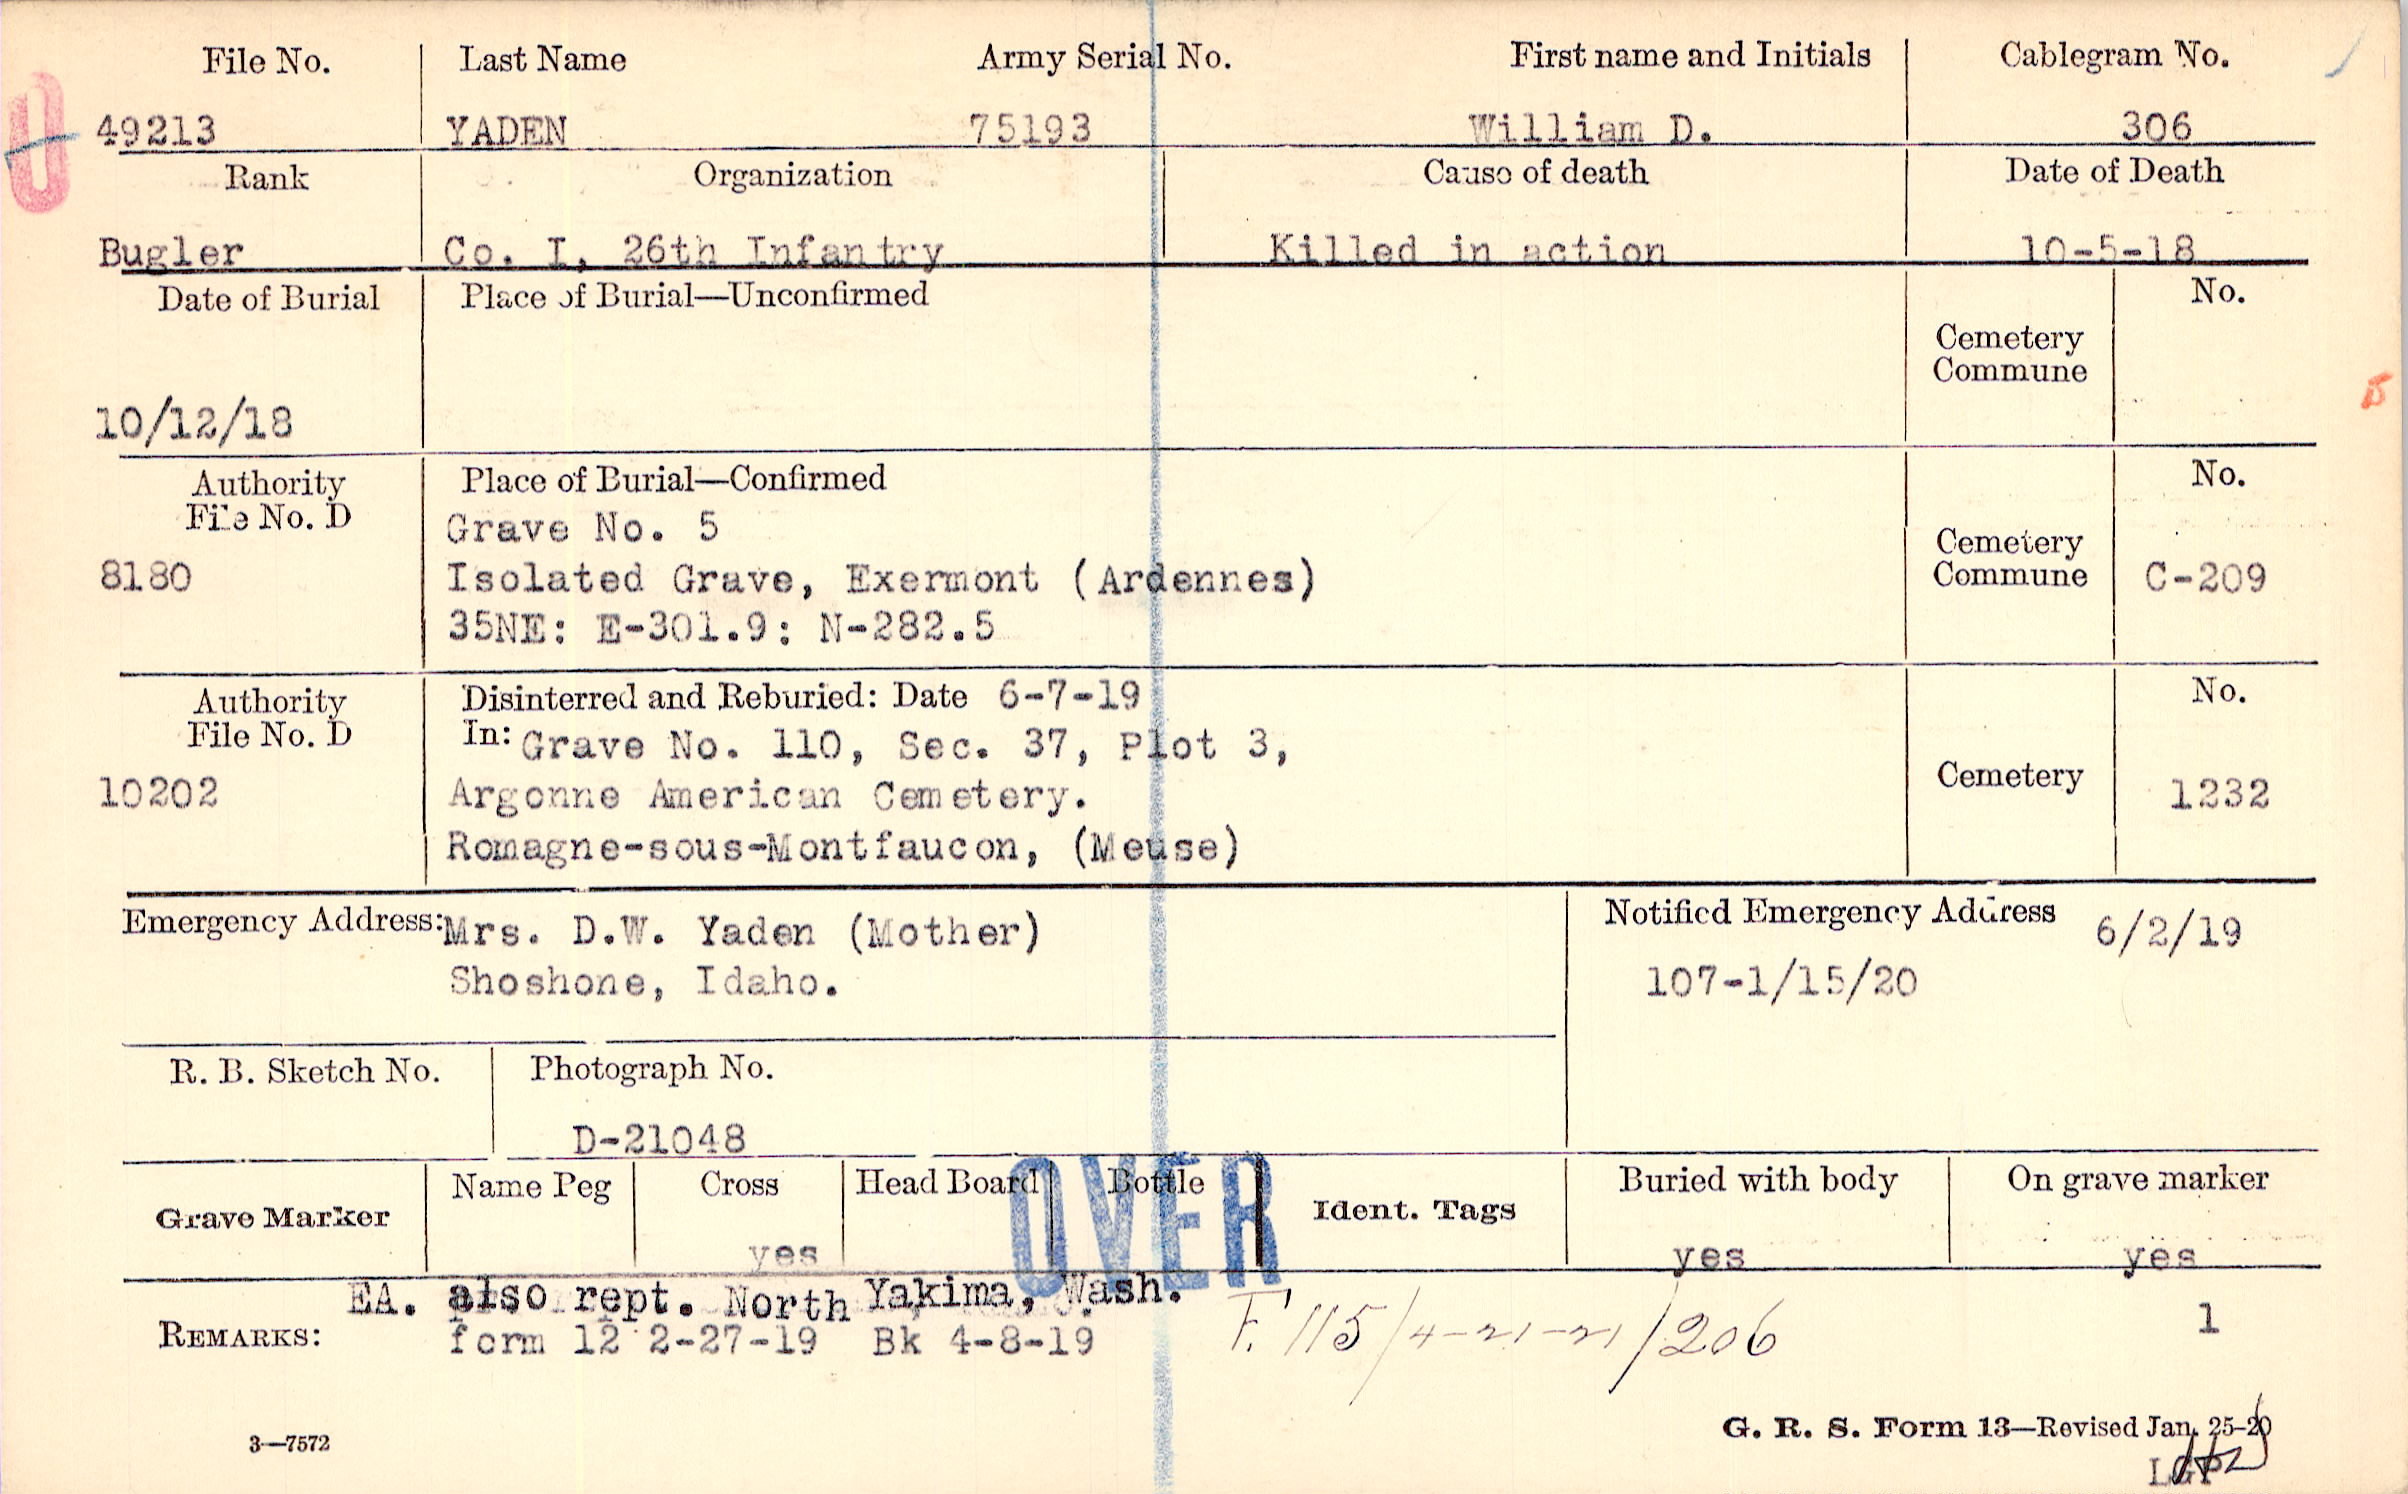 File No. Last Name Army Serial No. First name and Initials Cablegram No.
49213 YADEN 75193 William D. 306
Rank Organization Cause of death Date of Death
Bugler Co. I, 26th Infantry Killed in action 10-5-18
Date of Burial Place of Burial—Unconfirmed No.
Cemetery
Commune
10/12/18
Authority Place of Burial—Confirmed No.
File No. D Grave No. 5
Cemetery
8180 Isolated Grave, Exermont (Ardennes) Commune C-209
35NE: E-301.9: N-282.5
Authority Disinterred and Reburied: Date 6-7-19 No.
File No. D In: Grave No. 110, Sec. 37, Plot 3,
10202 Argonne American Cemetery. Cemetery 1232
Romagne-sous-Montfaucon, (Meuse)
Emergency Address: Mrs. D.W. Yaden (Mother) Notified Emergency Address 6/2/19
Shoshone, Idaho. 107-1/15/20
R. B. Sketch No. Photograph No.
D-21048
OVER
Name Peg Cross Head Board Bottle Buried with body On grave marker
Grave Marker Ident. Tags
yes yes yes
EA. also rept. North Yakima, Wash. 1
REMARKS: form 12 2-27-19 Bk 4-8-19 F. 115/4-21-21/206
G. R. S. Form 13—Revised Jan. 25-20
3—7572